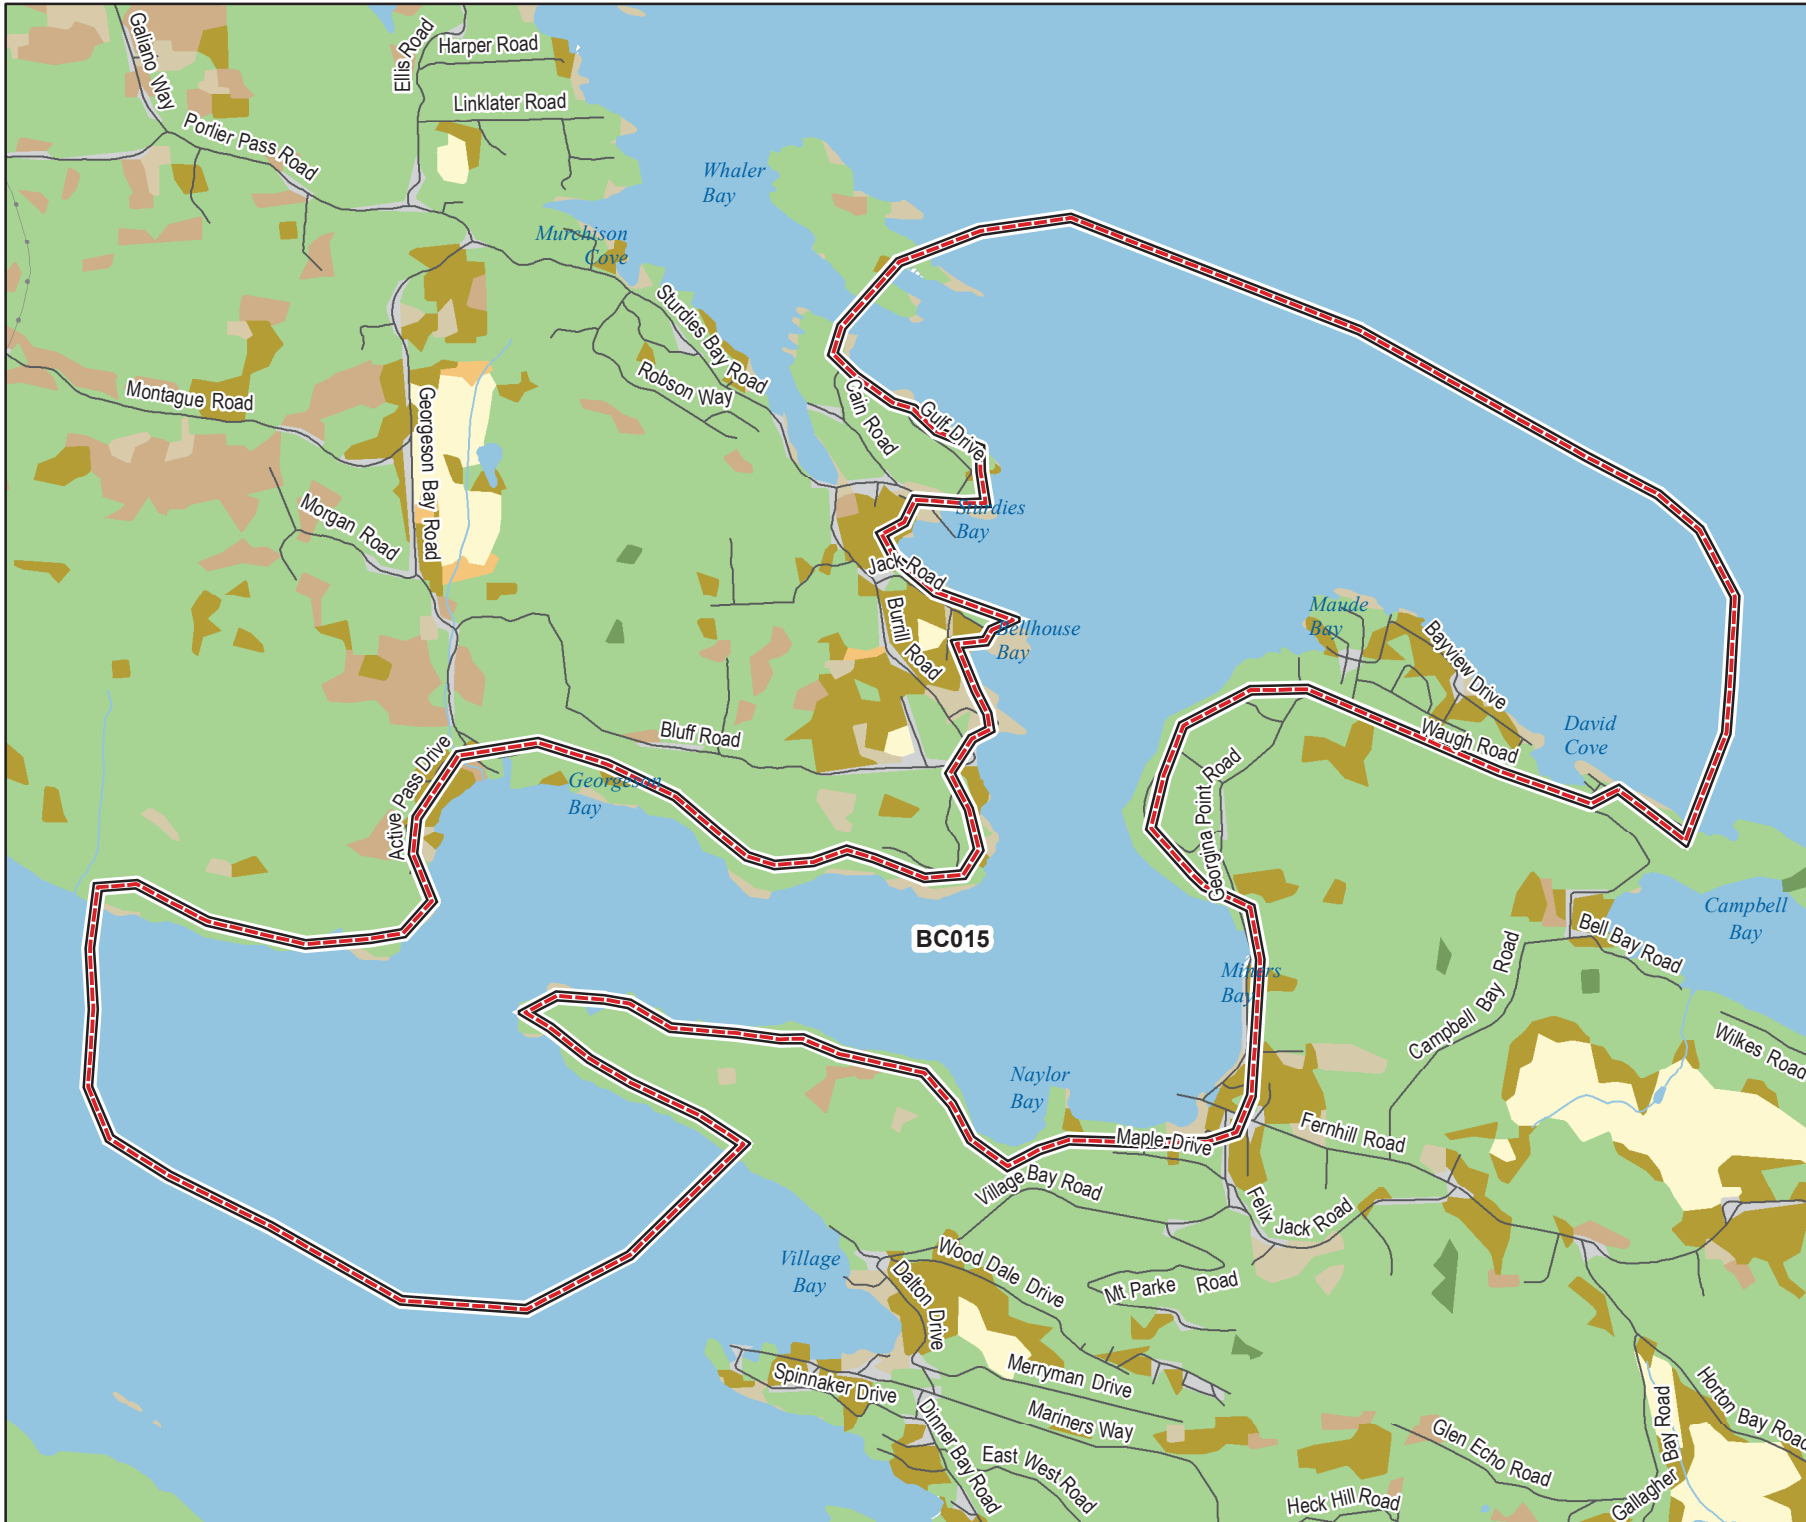 Galiano Way
Ellis Road
Harper Road
Linklater Road
Porlier Pass Road
Whaler
Bay
Murchison
Cove
Sturdies Bay Road
Robson Way
Montague Road
Georgeson Bay Road
Cain Road
Gulf Drive
Morgan Road
Sturdies
Bay
Jack Road
Burrill Road
Bellhouse
Bay
Maude
Bay
Bayview Drive
Waugh Road
David
Cove
Bluff Road
Active Pass Drive
Georgeson
Bay
Georgina Point Road
BC015
Campbell
Bay
Bell Bay Road
Miners
Bay
Campbell Bay Road
Wilkes Road
Naylor
Bay
Maple Drive
Fernhill Road
Village Bay Road
Felix Jack Road
Village
Bay
Wood Dale Drive
Dalton Drive
Mt Parke Road
Merryman Drive
Spinnaker Drive
Mariners Way
Dinner Bay Road
East West Road
Glen Echo Road
Heck Hill Road
Gallagher Bay Road
Horton Bay Road